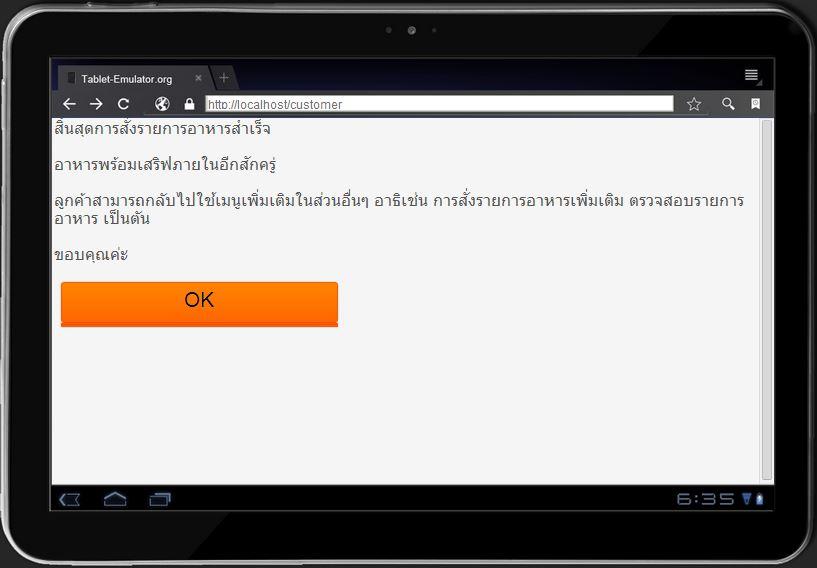 Tablet-Emulator.org
http://localhost/customer
สิ้นสุดการสั่งรายการอาหารสำเร็จ
อาหารพร้อมเสริฟภายในอีกสักครู่
ลูกค้าสามารถกลับไปใช้เมนูเพิ่มเติมในส่วนอื่นๆ อาธิเช่น การสั่งรายการอาหารเพิ่มเติม ตรวจสอบรายการ
อาหาร เป็นตัน
ขอบคุณค่ะ
OK
6:35